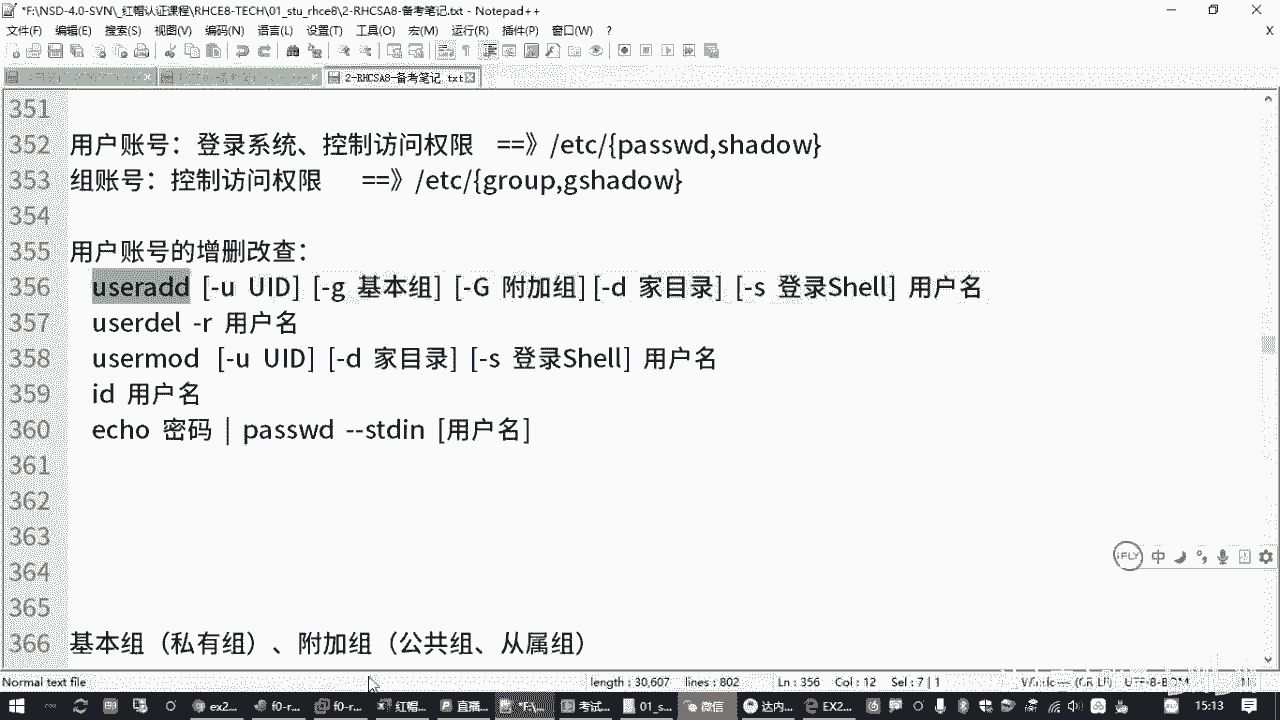 *F:\NSD-4.0-SVN\_红帽认证课程\RHCE8-TECH\01_stu_rhce8\2-RHCSA8-备考笔记.txt - Notepad++
文件(F) 编辑(E) 搜索(S) 视图(V) 编码(N) 语言(L) 设置(T) 工具(O) 宏(M) 运行(R) 插件(P) 窗口(W) ? X
2-RHCSA8-备考笔记.txt
351
352 用户账号：登录系统、控制访问权限 ==》/etc/{passwd,shadow}
353 组账号：控制访问权限 ==》/etc/{group,gshadow}
354
355 用户账号的增删改查：
356 useradd [-u UID] [-g 基本组] [-G 附加组] [-d 家目录] [-s 登录Shell] 用户名
357 userdel -r 用户名
358 usermod [-u UID] [-d 家目录] [-s 登录Shell] 用户名
359 id 用户名
360 echo 密码 | passwd --stdin [用户名]
361
362
363
364
365
366 基本组（私有组）、附加组（公共组、从属组）
iFLY 中
Normal text file length : 30,607 lines : 802 Ln : 356 Col : 12 Sel : 7 | 1
ex2... f0-r... f0-r... 红帽... 考试... 01_s... 微信 达内... EX2... 15:13